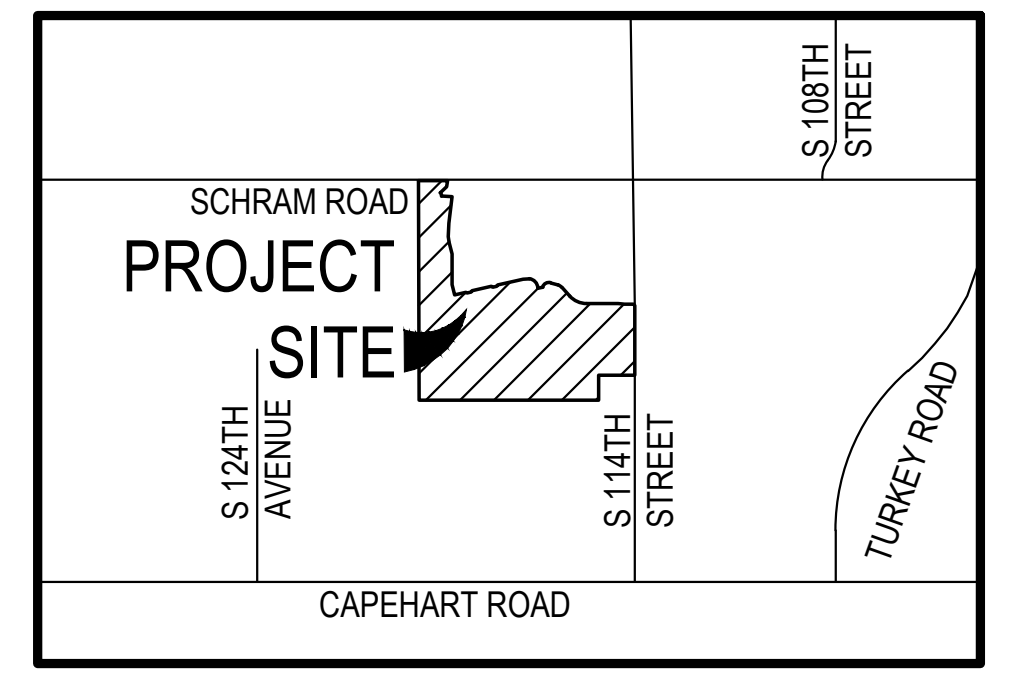 S 108TH
STREET
SCHRAM ROAD
PROJECT
SITE
S 124TH
AVENUE
S 114TH
STREET
TURKEY ROAD
CAPEHART ROAD